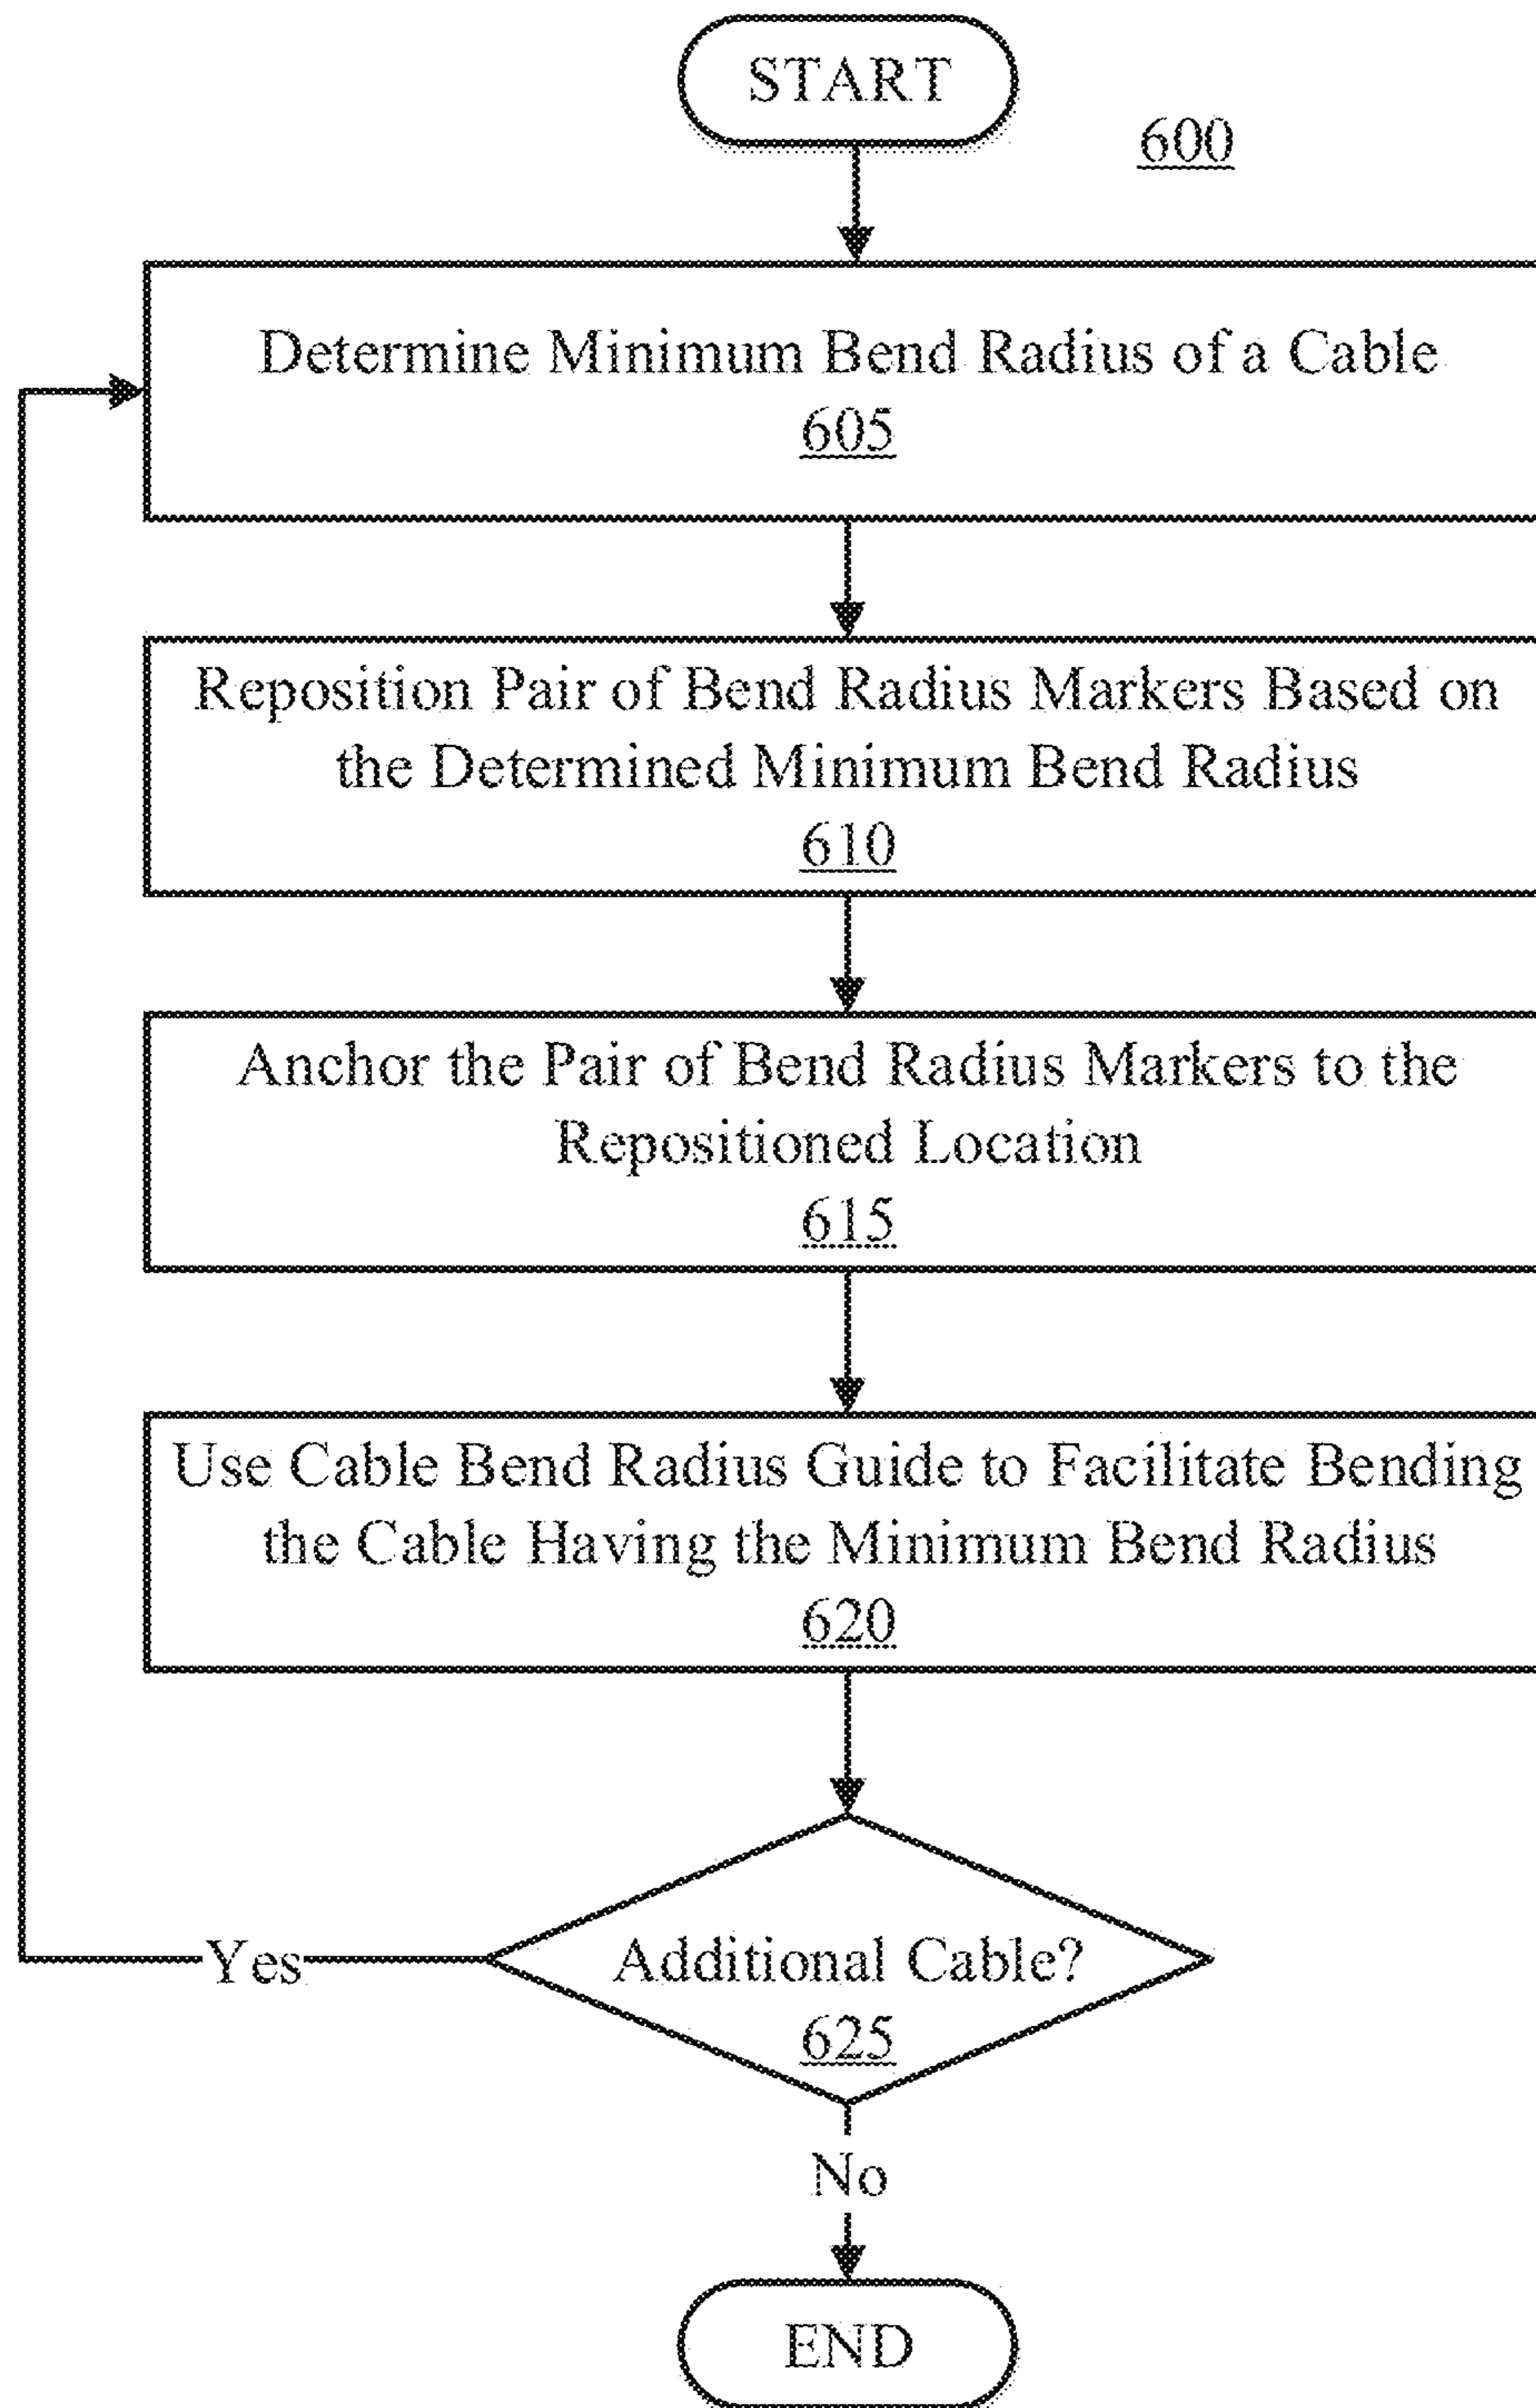 START
600
Determine Minimum Bend Radius of a Cable
605
Reposition Pair of Bend Radius Markers Based on
the Determined Minimum Bend Radius
610
Anchor the Pair of Bend Radius Markers to the
Repositioned Location
615
Use Cable Bend Radius Guide to Facilitate Bending
the Cable Having the Minimum Bend Radius
620
Additional Cable?
625
Yes
No
END